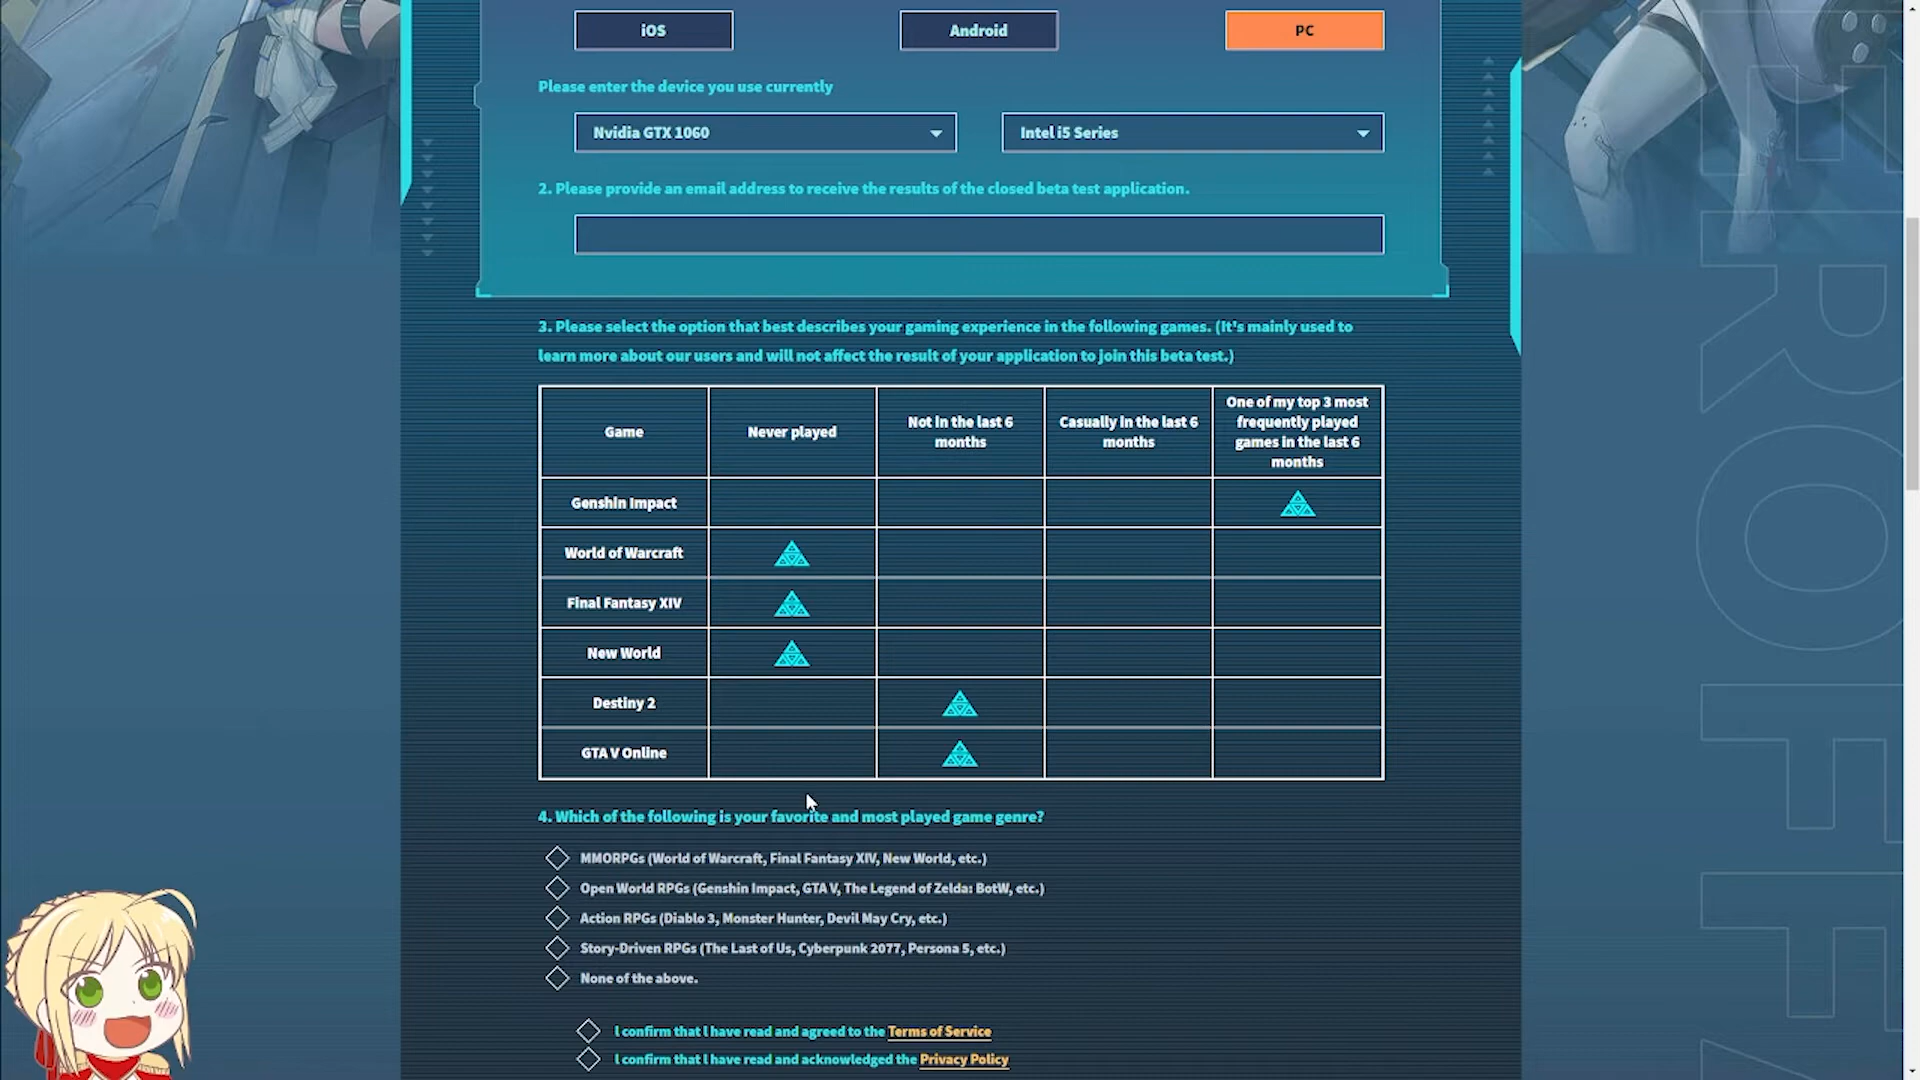 iOS
Android
PC
Please enter the device you use currently
Nvidia GTX 1060
Intel i5 Series
2. Please provide an email address to receive the results of the closed beta test application.
3. Please select the option that best describes your gaming experience in the following games. (It's mainly used to
learn more about our users and will not affect the result of your application to join this beta test.)
Game
Never played
Not in the last 6
months
Casually in the last 6
months
One of my top 3 most
frequently played
games in the last 6
months
Genshin Impact
World of Warcraft
Final Fantasy XIV
New World
Destiny 2
GTA V Online
4. Which of the following is your favorite and most played game genre?
MMORPGs (World of Warcraft, Final Fantasy XIV, New World, etc.)
Open World RPGs (Genshin Impact, GTA V, The Legend of Zelda: BotW, etc.)
Action RPGs (Diablo 3, Monster Hunter, Devil May Cry, etc.)
Story-Driven RPGs (The Last of Us, Cyberpunk 2077, Persona 5, etc.)
None of the above.
I confirm that I have read and agreed to the Terms of Service
I confirm that I have read and acknowledged the Privacy Policy